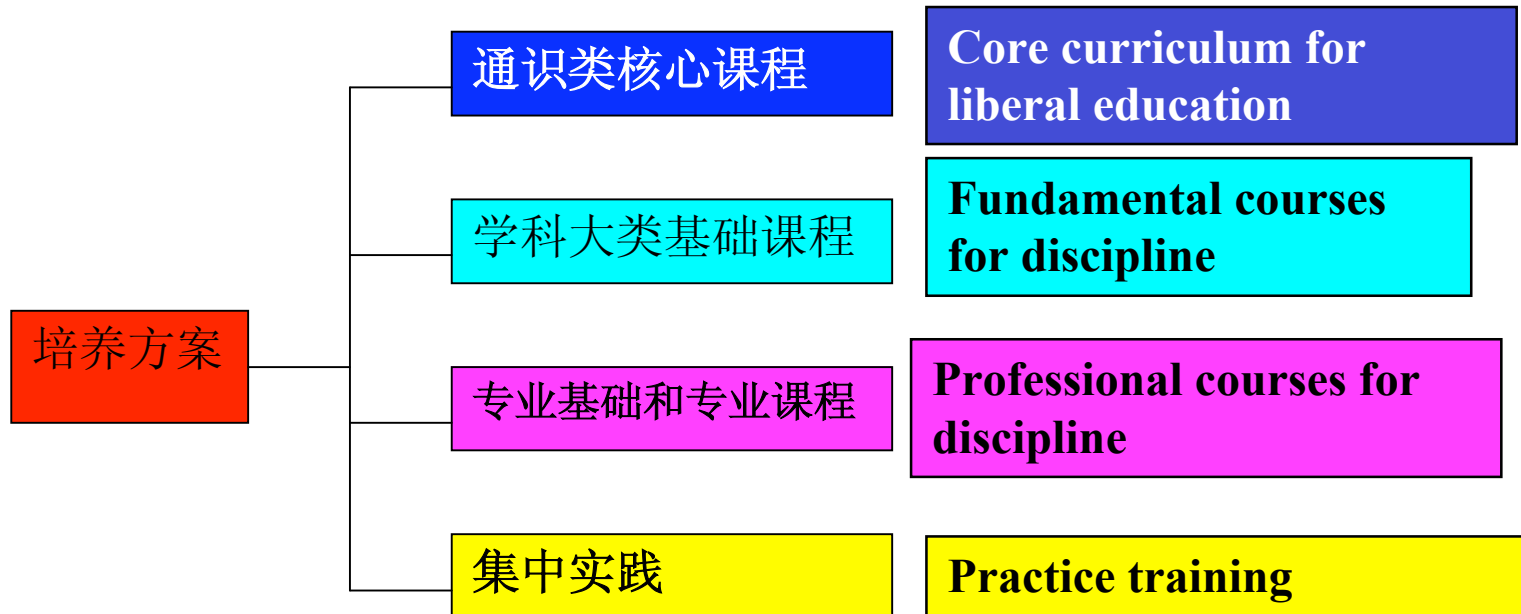 通识类核心课程
Core curriculum for
liberal education
学科大类基础课程
Fundamental courses
for discipline
培养方案
专业基础和专业课程
Professional courses for
discipline
集中实践
Practice training